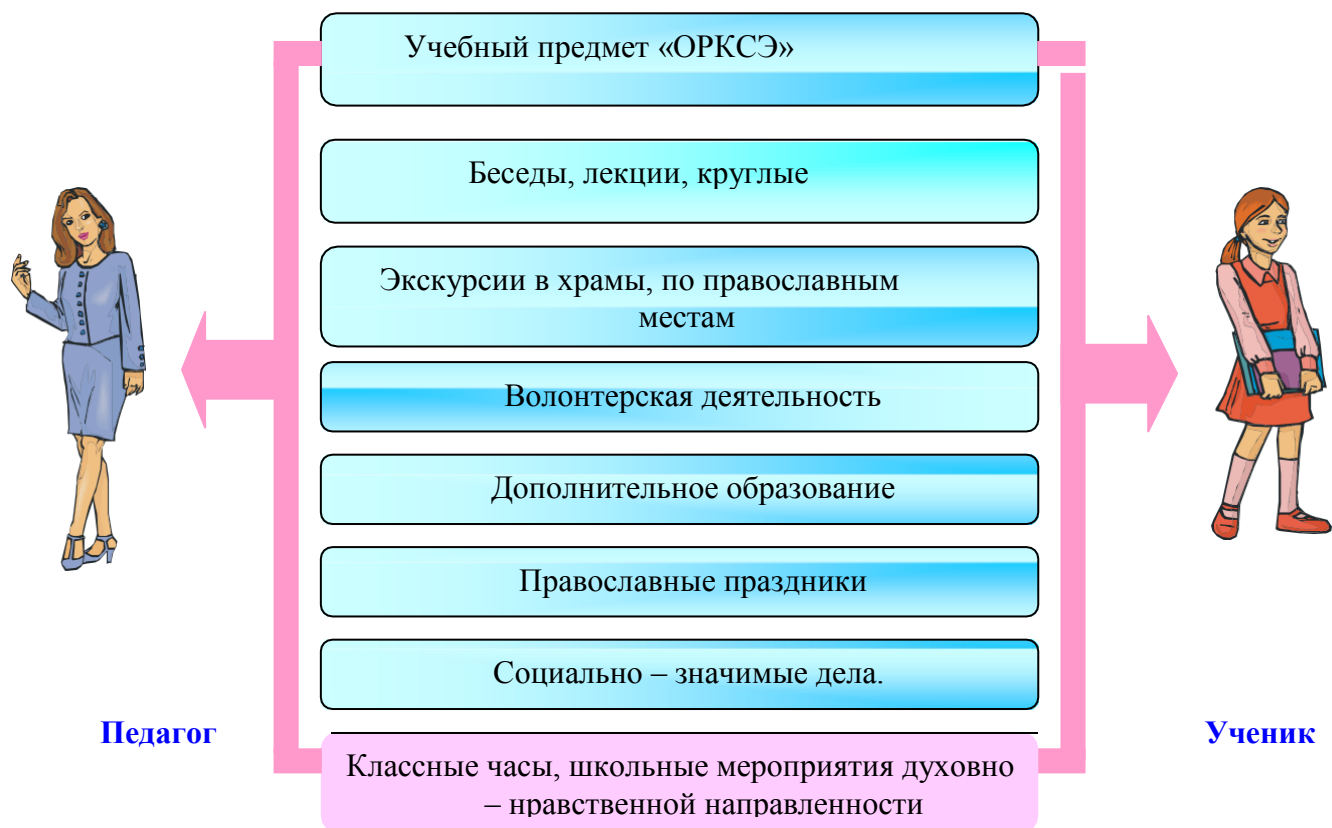 Учебный предмет «ОРКСЭ»
Беседы, лекции, круглые
Экскурсии в храмы, по православным
местам
Волонтерская деятельность
Дополнительное образование
Православные праздники
Социально – значимые дела.
Педагог
Ученик
Классные часы, школьные мероприятия духовно
– нравственной направленности